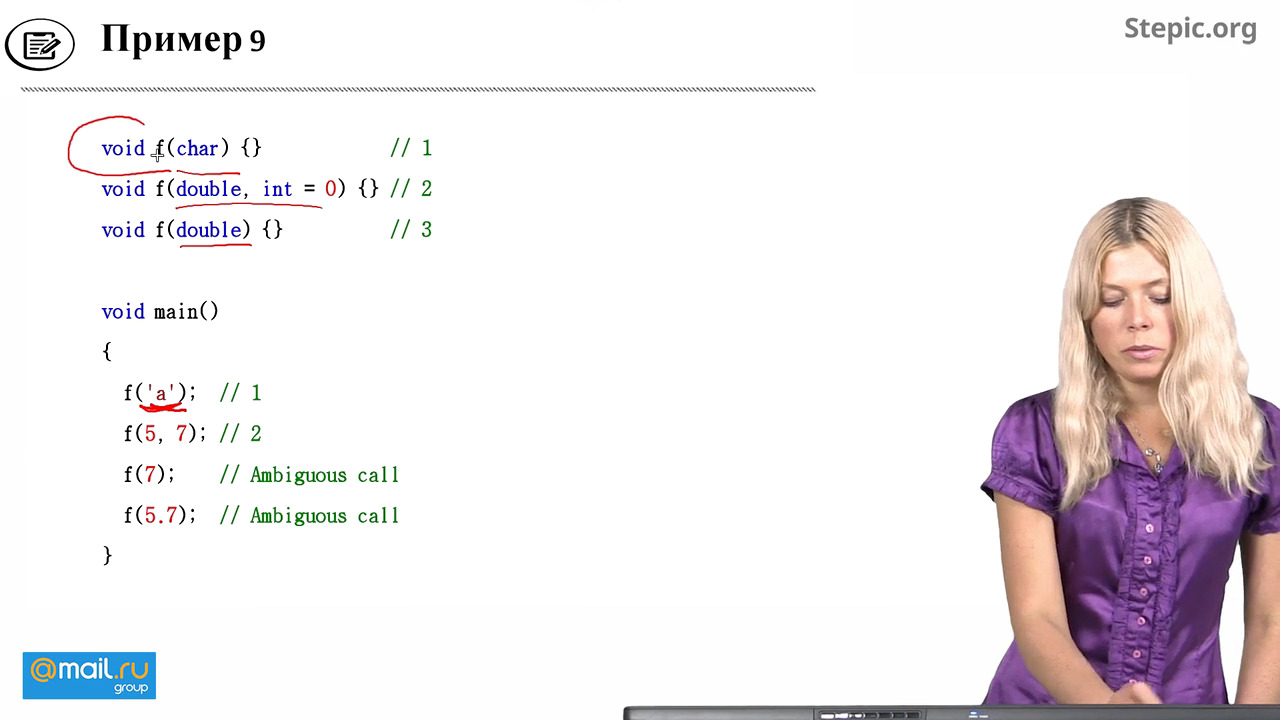 Пример 9
Stepic.org
void f(char) {} // 1
void f(double, int = 0) {} // 2
void f(double) {} // 3
void main()
{
f('a'); // 1
f(5, 7); // 2
f(7); // Ambiguous call
f(5.7); // Ambiguous call
}
@mail.ru
group